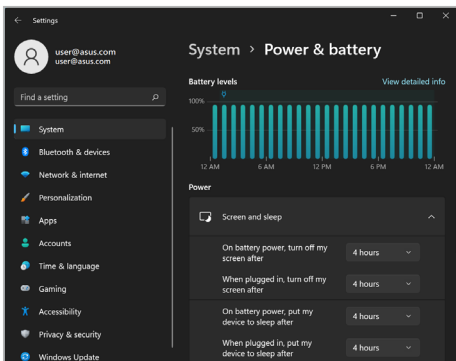 Settings
user@asus.com
user@asus.com
System > Power & battery
Battery levels
View detailed info
Find a setting
100%
50%
12 AM 6 AM 12 PM 6 PM 12 AM
System
Bluetooth & devices
Network & internet
Personalization
Apps
Accounts
Time & language
Gaming
Accessibility
Privacy & security
Windows Update
Power
Screen and sleep
On battery power, turn off my
screen after
4 hours
When plugged in, turn off my
screen after
4 hours
On battery power, put my
device to sleep after
4 hours
When plugged in, put my
device to sleep after
4 hours